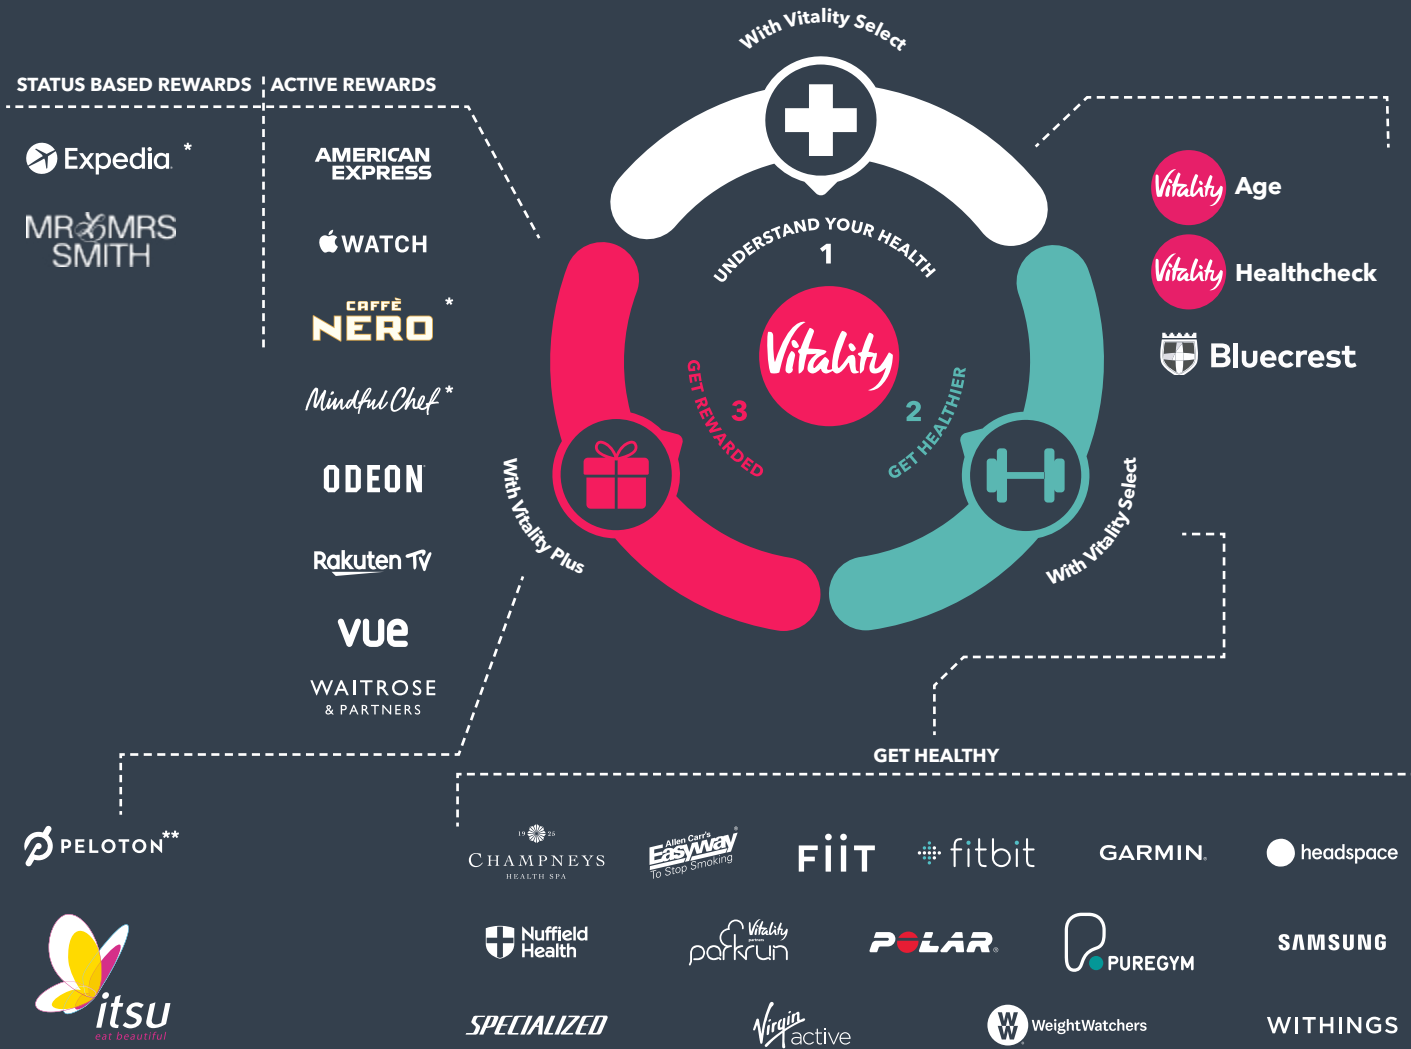 With Vitality Select
STATUS BASED REWARDS
ACTIVE REWARDS
Expedia *
MR & MRS
SMITH
AMERICAN
EXPRESS
WATCH
CAFFÈ
NERO *
Mindful Chef *
ODEON
Rakuten TV
vue
WAITROSE
& PARTNERS
UNDERSTAND YOUR HEALTH
1
Vitality
GET REWARDED
3
2
GET HEALTHIER
With Vitality Plus
With Vitality Select
Vitality Age
Vitality Healthcheck
Bluecrest
GET HEALTHY
PELOTON**
itsu
eat beautiful
19 25
CHAMPNEYS
HEALTH SPA
Allen Carr's
Easyway
To Stop Smoking
FiiT
fitbit
GARMIN
headspace
Nuffield
Health
Vitality
partners
parkrun
POLAR
PUREGYM
SAMSUNG
SPECIALIZED
Virgin
active
WW WeightWatchers
WITHINGS